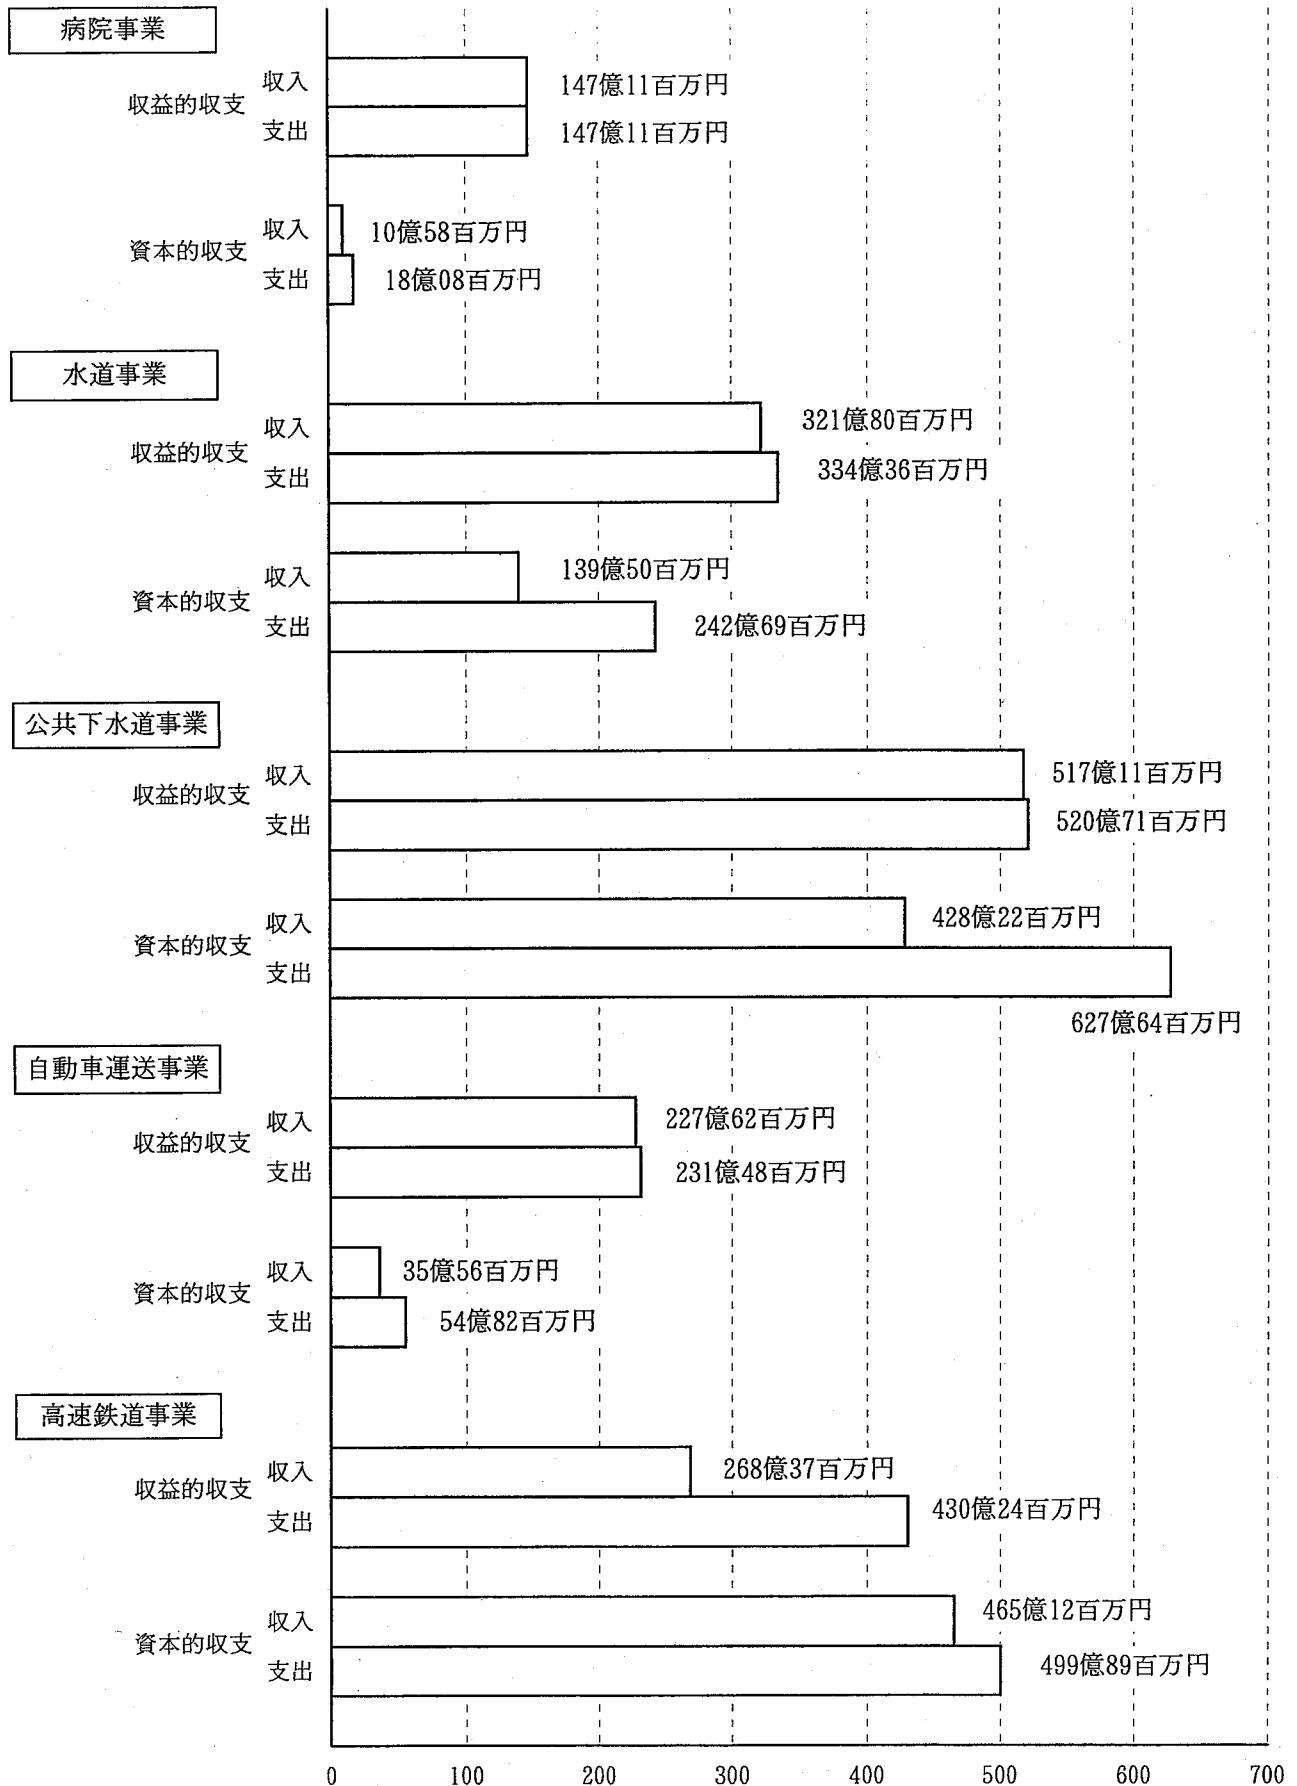 病院事業
収益的収支
収入 147億11百万円
支出 147億11百万円
資本的収支
収入 10億58百万円
支出 18億08百万円
水道事業
収益的収支
収入 321億80百万円
支出 334億36百万円
資本的収支
収入 139億50百万円
支出 242億69百万円
公共下水道事業
収益的収支
収入 517億11百万円
支出 520億71百万円
資本的収支
収入 428億22百万円
支出
627億64百万円
自動車運送事業
収益的収支
収入 227億62百万円
支出 231億48百万円
資本的収支
収入 35億56百万円
支出 54億82百万円
高速鉄道事業
収益的収支
収入 268億37百万円
支出 430億24百万円
資本的収支
収入 465億12百万円
支出 499億89百万円
0 100 200 300 400 500 600 700